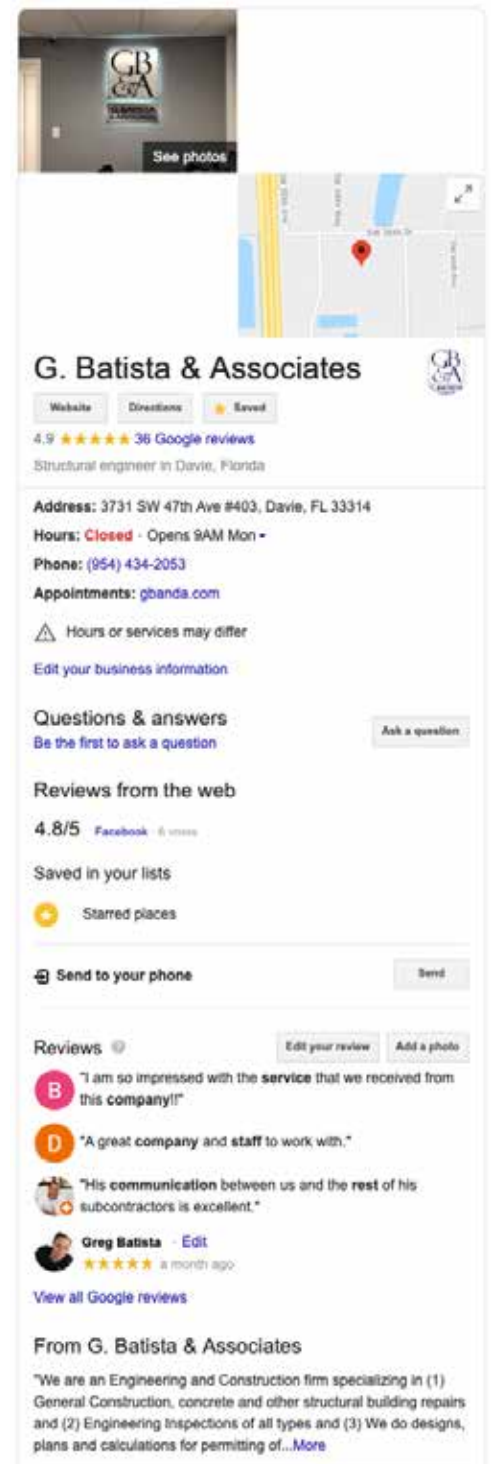 GB
&A
See photos
G. Batista & Associates
GB
&A
Website Directions Saved
4.9 ★★★★★ 36 Google reviews
Structural engineer in Davie, Florida
Address: 3731 SW 47th Ave #403, Davie, FL 33314
Hours: Closed · Opens 9AM Mon
Phone: (954) 434-2053
Appointments: gbanda.com
Hours or services may differ
Edit your business information
Questions & answers
Ask a question
Be the first to ask a question
Reviews from the web
4.8/5 Facebook · 6 votes
Saved in your lists
Starred places
Send to your phone Send
Reviews Edit your review Add a photo
B "I am so impressed with the service that we received from
this company!!"
D "A great company and staff to work with."
"His communication between us and the rest of his
subcontractors is excellent."
Greg Batista · Edit
★★★★★ a month ago
View all Google reviews
From G. Batista & Associates
"We are an Engineering and Construction firm specializing in (1)
General Construction, concrete and other structural building repairs
and (2) Engineering Inspections of all types and (3) We do designs,
plans and calculations for permitting of...More